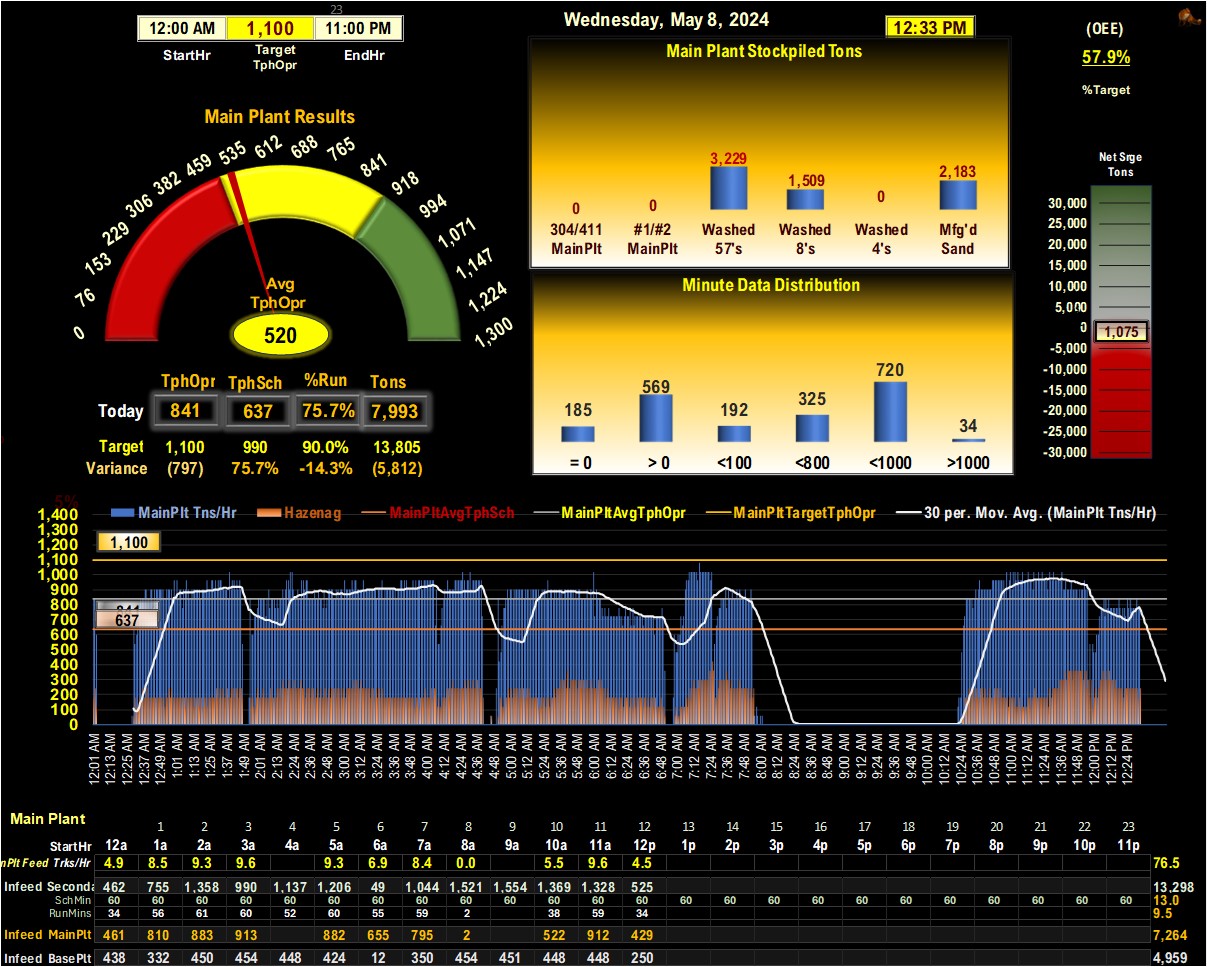 23
12:00 AM 1,100 11:00 PM
StartHr Target TphOpr EndHr
Wednesday, May 8, 2024
12:33 PM
(OEE)
57.9%
%Target
Main Plant Results
0 76 153 229 306 382 459 535 612 688 765 841 918 994 1,071 1,147 1,224 1,300
Avg
TphOpr
520
TphOpr TphSch %Run Tons
Today 841 637 75.7% 7,993
Target 1,100 990 90.0% 13,805
Variance (797) 75.7% -14.3% (5,812)
Main Plant Stockpiled Tons
0 0 3,229 1,509 0 2,183
304/411 #1/#2 Washed Washed Washed Mfg'd
MainPlt MainPlt 57's 8's 4's Sand
Minute Data Distribution
185 569 192 325 720 34
= 0 > 0 <100 <800 <1000 >1000
Net Srge
Tons
30,000
25,000
20,000
15,000
10,000
5,000
0
1,075
-5,000
-10,000
-15,000
-20,000
-25,000
-30,000
5%
MainPlt Tns/Hr Hazenag MainPltAvgTphSch MainPltAvgTphOpr MainPltTargetTphOpr 30 per. Mov. Avg. (MainPlt Tns/Hr)
1,400
1,300
1,200
1,100
1,000
900
800
700
600
500
400
300
200
100
0
1,100
841
637
12:01 AM 12:13 AM 12:25 AM 12:37 AM 12:49 AM 1:01 AM 1:13 AM 1:25 AM 1:37 AM 1:49 AM 2:01 AM 2:13 AM 2:24 AM 2:36 AM 2:48 AM 3:00 AM 3:12 AM 3:24 AM 3:36 AM 3:48 AM 4:00 AM 4:12 AM 4:24 AM 4:36 AM 4:48 AM 5:00 AM 5:12 AM 5:24 AM 5:36 AM 5:48 AM 6:00 AM 6:12 AM 6:24 AM 6:36 AM 6:48 AM 7:00 AM 7:12 AM 7:24 AM 7:36 AM 7:48 AM 8:00 AM 8:12 AM 8:24 AM 8:36 AM 8:48 AM 9:00 AM 9:12 AM 9:24 AM 9:36 AM 9:48 AM 10:00 AM 10:12 AM 10:24 AM 10:36 AM 10:48 AM 11:00 AM 11:12 AM 11:24 AM 11:36 AM 11:48 AM 12:00 PM 12:12 PM 12:24 PM
Main Plant
1 2 3 4 5 6 7 8 9 10 11 12 13 14 15 16 17 18 19 20 21 22 23
StartHr 12a 1a 2a 3a 4a 5a 6a 7a 8a 9a 10a 11a 12p 1p 2p 3p 4p 5p 6p 7p 8p 9p 10p 11p
nPlt Feed Trks/Hr 4.9 8.5 9.3 9.6 9.3 6.9 8.4 0.0 5.5 9.6 4.5 76.5
Infeed Seconda 462 755 1,358 990 1,137 1,206 49 1,044 1,521 1,554 1,369 1,328 525 13,298
SchMin 60 60 60 60 60 60 60 60 60 60 60 60 60 60 60 60 60 60 60 60 60 60 60 60 13.0
RunMins 34 56 61 60 52 60 55 59 2 38 59 34 9.5
Infeed MainPlt 461 810 883 913 882 655 795 2 522 912 429 7,264
Infeed BasePlt 438 332 450 454 448 424 12 350 454 451 448 448 250 4,959